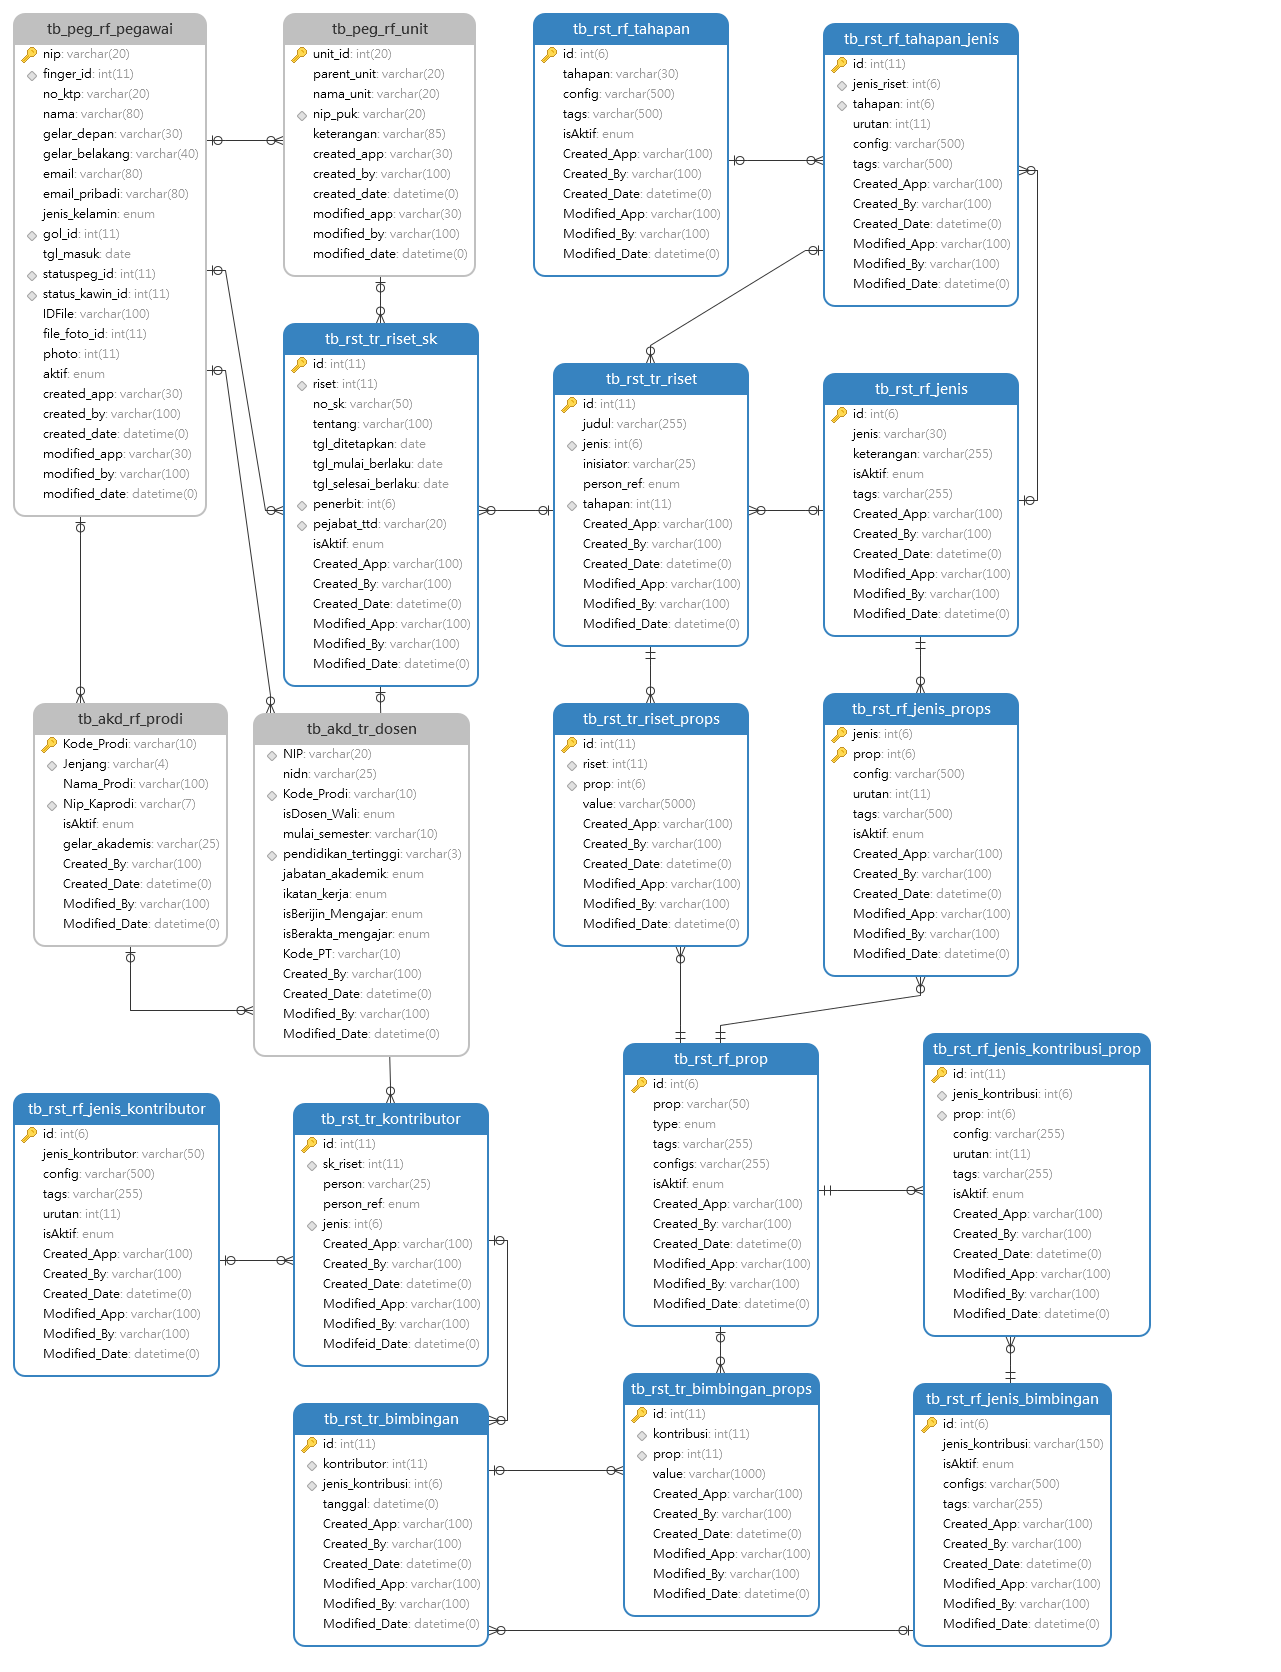 tb_peg_rf_pegawai
nip: varchar(20)
finger_id: int(11)
no_ktp: varchar(20)
nama: varchar(80)
gelar_depan: varchar(30)
gelar_belakang: varchar(40)
email: varchar(80)
email_pribadi: varchar(80)
jenis_kelamin: enum
gol_id: int(11)
tgl_masuk: date
statuspeg_id: int(11)
status_kawin_id: int(11)
IDFile: varchar(100)
file_foto_id: int(11)
photo: int(11)
aktif: enum
created_app: varchar(30)
created_by: varchar(100)
created_date: datetime(0)
modified_app: varchar(30)
modified_by: varchar(100)
modified_date: datetime(0)
tb_peg_rf_unit
unit_id: int(20)
parent_unit: varchar(20)
nama_unit: varchar(20)
nip_puk: varchar(20)
keterangan: varchar(85)
created_app: varchar(30)
created_by: varchar(100)
created_date: datetime(0)
modified_app: varchar(30)
modified_by: varchar(100)
modified_date: datetime(0)
tb_rst_rf_tahapan
id: int(6)
tahapan: varchar(30)
config: varchar(500)
tags: varchar(500)
isAktif: enum
Created_App: varchar(100)
Created_By: varchar(100)
Created_Date: datetime(0)
Modified_App: varchar(100)
Modified_By: varchar(100)
Modified_Date: datetime(0)
tb_rst_rf_tahapan_jenis
id: int(11)
jenis_riset: int(6)
tahapan: int(6)
urutan: int(11)
config: varchar(500)
tags: varchar(500)
Created_App: varchar(100)
Created_By: varchar(100)
Created_Date: datetime(0)
Modified_App: varchar(100)
Modified_By: varchar(100)
Modified_Date: datetime(0)
tb_rst_tr_riset_sk
id: int(11)
riset: int(11)
no_sk: varchar(50)
tentang: varchar(100)
tgl_ditetapkan: date
tgl_mulai_berlaku: date
tgl_selesai_berlaku: date
penerbit: int(6)
pejabat_ttd: varchar(20)
isAktif: enum
Created_App: varchar(100)
Created_By: varchar(100)
Created_Date: datetime(0)
Modified_App: varchar(100)
Modified_By: varchar(100)
Modified_Date: datetime(0)
tb_rst_tr_riset
id: int(11)
judul: varchar(255)
jenis: int(6)
inisiator: varchar(25)
person_ref: enum
tahapan: int(11)
Created_App: varchar(100)
Created_By: varchar(100)
Created_Date: datetime(0)
Modified_App: varchar(100)
Modified_By: varchar(100)
Modified_Date: datetime(0)
tb_rst_rf_jenis
id: int(6)
jenis: varchar(30)
keterangan: varchar(255)
isAktif: enum
tags: varchar(255)
Created_App: varchar(100)
Created_By: varchar(100)
Created_Date: datetime(0)
Modified_App: varchar(100)
Modified_By: varchar(100)
Modified_Date: datetime(0)
tb_akd_rf_prodi
Kode_Prodi: varchar(10)
Jenjang: varchar(4)
Nama_Prodi: varchar(100)
Nip_Kaprodi: varchar(7)
isAktif: enum
gelar_akademis: varchar(25)
Created_By: varchar(100)
Created_Date: datetime(0)
Modified_By: varchar(100)
Modified_Date: datetime(0)
tb_akd_tr_dosen
NIP: varchar(20)
nidn: varchar(25)
Kode_Prodi: varchar(10)
isDosen_Wali: enum
mulai_semester: varchar(10)
pendidikan_tertinggi: varchar(3)
jabatan_akademik: enum
ikatan_kerja: enum
isBerijin_Mengajar: enum
isBerakta_mengajar: enum
Kode_PT: varchar(10)
Created_By: varchar(100)
Created_Date: datetime(0)
Modified_By: varchar(100)
Modified_Date: datetime(0)
tb_rst_tr_riset_props
id: int(11)
riset: int(11)
prop: int(6)
value: varchar(5000)
Created_App: varchar(100)
Created_By: varchar(100)
Created_Date: datetime(0)
Modified_App: varchar(100)
Modified_By: varchar(100)
Modified_Date: datetime(0)
tb_rst_rf_jenis_props
jenis: int(6)
prop: int(6)
config: varchar(500)
urutan: int(11)
tags: varchar(500)
isAktif: enum
Created_App: varchar(100)
Created_By: varchar(100)
Created_Date: datetime(0)
Modified_App: varchar(100)
Modified_By: varchar(100)
Modified_Date: datetime(0)
tb_rst_rf_jenis_kontributor
id: int(6)
jenis_kontributor: varchar(50)
config: varchar(500)
tags: varchar(255)
urutan: int(11)
isAktif: enum
Created_App: varchar(100)
Created_By: varchar(100)
Created_Date: datetime(0)
Modified_App: varchar(100)
Modified_By: varchar(100)
Modified_Date: datetime(0)
tb_rst_tr_kontributor
id: int(11)
sk_riset: int(11)
person: varchar(25)
person_ref: enum
jenis: int(6)
Created_App: varchar(100)
Created_By: varchar(100)
Created_Date: datetime(0)
Modified_App: varchar(100)
Modified_By: varchar(100)
Modifeid_Date: datetime(0)
tb_rst_rf_prop
id: int(6)
prop: varchar(50)
type: enum
tags: varchar(255)
configs: varchar(255)
isAktif: enum
Created_App: varchar(100)
Created_By: varchar(100)
Created_Date: datetime(0)
Modified_App: varchar(100)
Modified_By: varchar(100)
Modified_Date: datetime(0)
tb_rst_rf_jenis_kontribusi_prop
id: int(11)
jenis_kontribusi: int(6)
prop: int(6)
config: varchar(255)
urutan: int(11)
tags: varchar(255)
isAktif: enum
Created_App: varchar(100)
Created_By: varchar(100)
Created_Date: datetime(0)
Modified_App: varchar(100)
Modified_By: varchar(100)
Modified_Date: datetime(0)
tb_rst_tr_bimbingan
id: int(11)
kontributor: int(11)
jenis_kontribusi: int(6)
tanggal: datetime(0)
Created_App: varchar(100)
Created_By: varchar(100)
Created_Date: datetime(0)
Modified_App: varchar(100)
Modified_By: varchar(100)
Modified_Date: datetime(0)
tb_rst_tr_bimbingan_props
id: int(11)
kontribusi: int(11)
prop: int(11)
value: varchar(1000)
Created_App: varchar(100)
Created_By: varchar(100)
Created_Date: datetime(0)
Modified_App: varchar(100)
Modified_By: varchar(100)
Modified_Date: datetime(0)
tb_rst_rf_jenis_bimbingan
id: int(6)
jenis_kontribusi: varchar(150)
isAktif: enum
configs: varchar(500)
tags: varchar(255)
Created_App: varchar(100)
Created_By: varchar(100)
Created_Date: datetime(0)
Modified_App: varchar(100)
Modified_By: varchar(100)
Modified_Date: datetime(0)